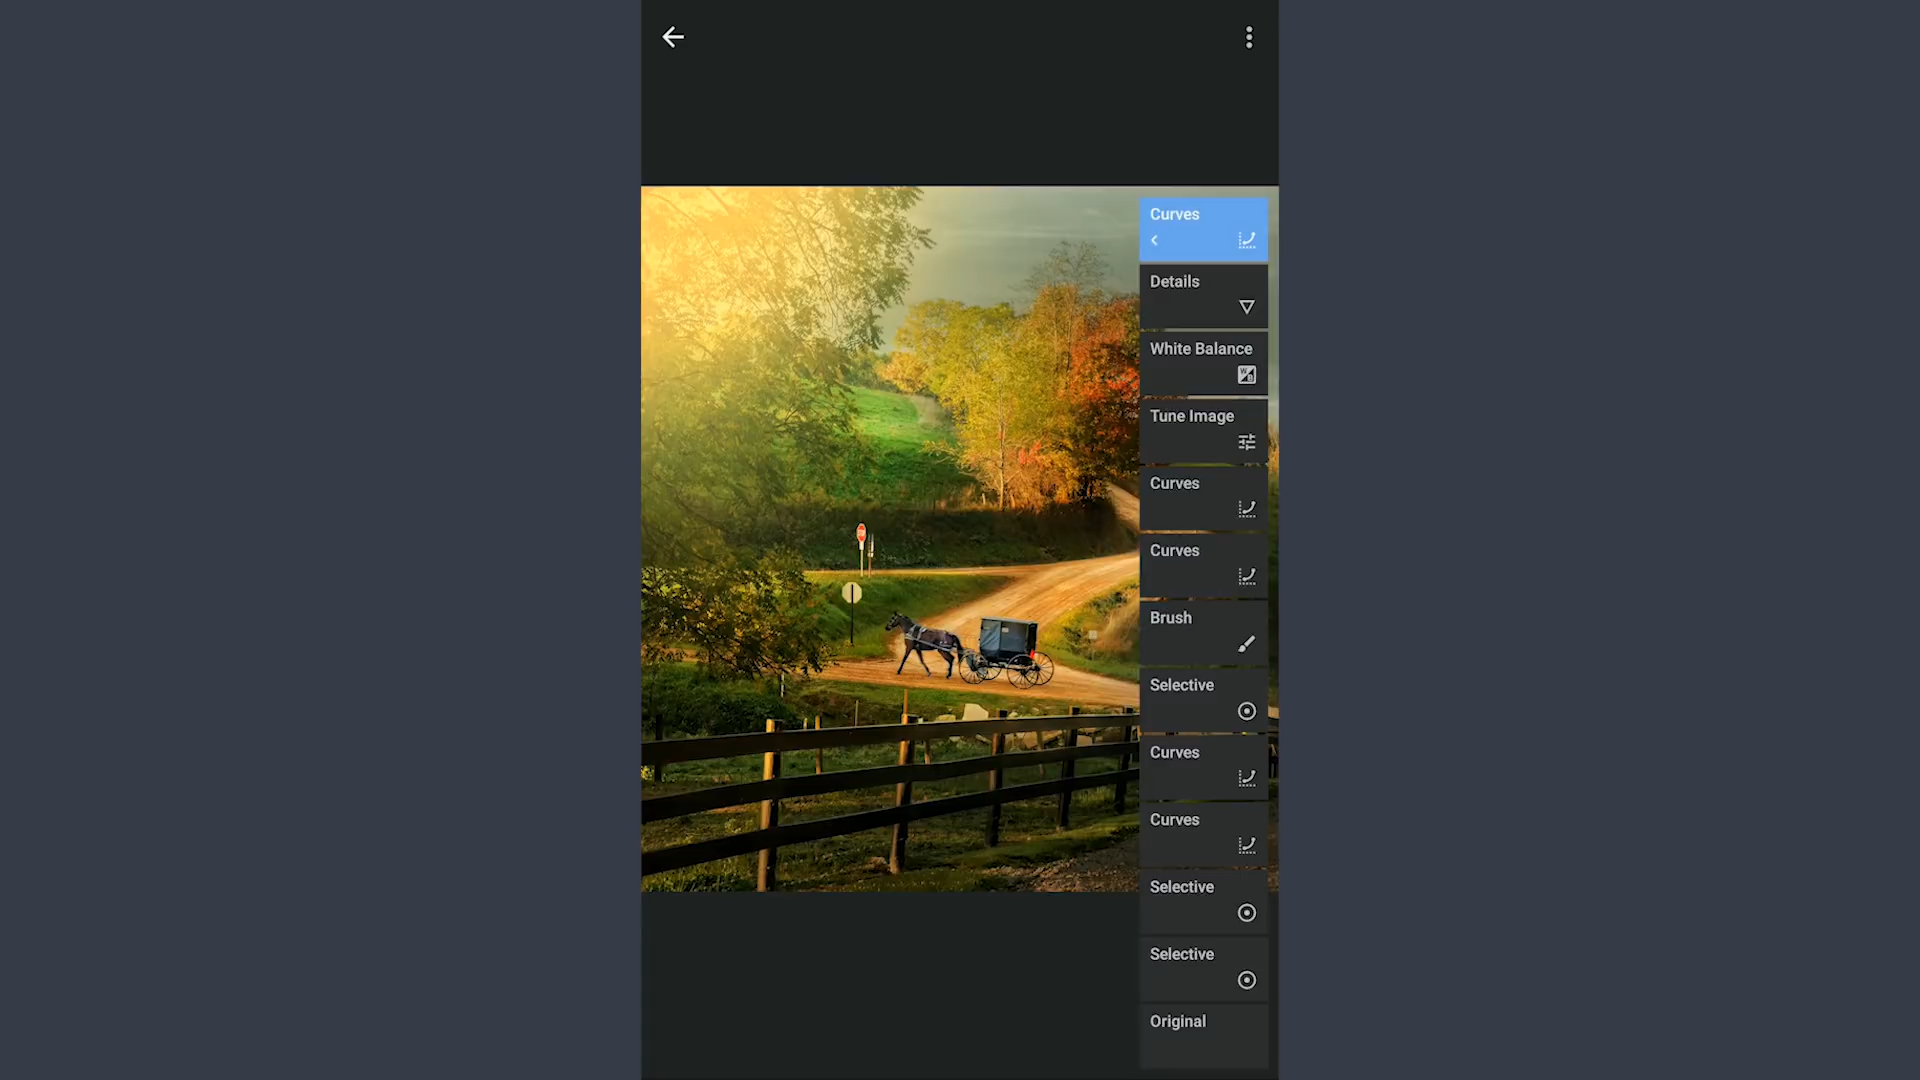 Curves
Details
White Balance
Tune Image
Curves
Curves
Brush
Selective
Curves
Curves
Selective
Selective
Original